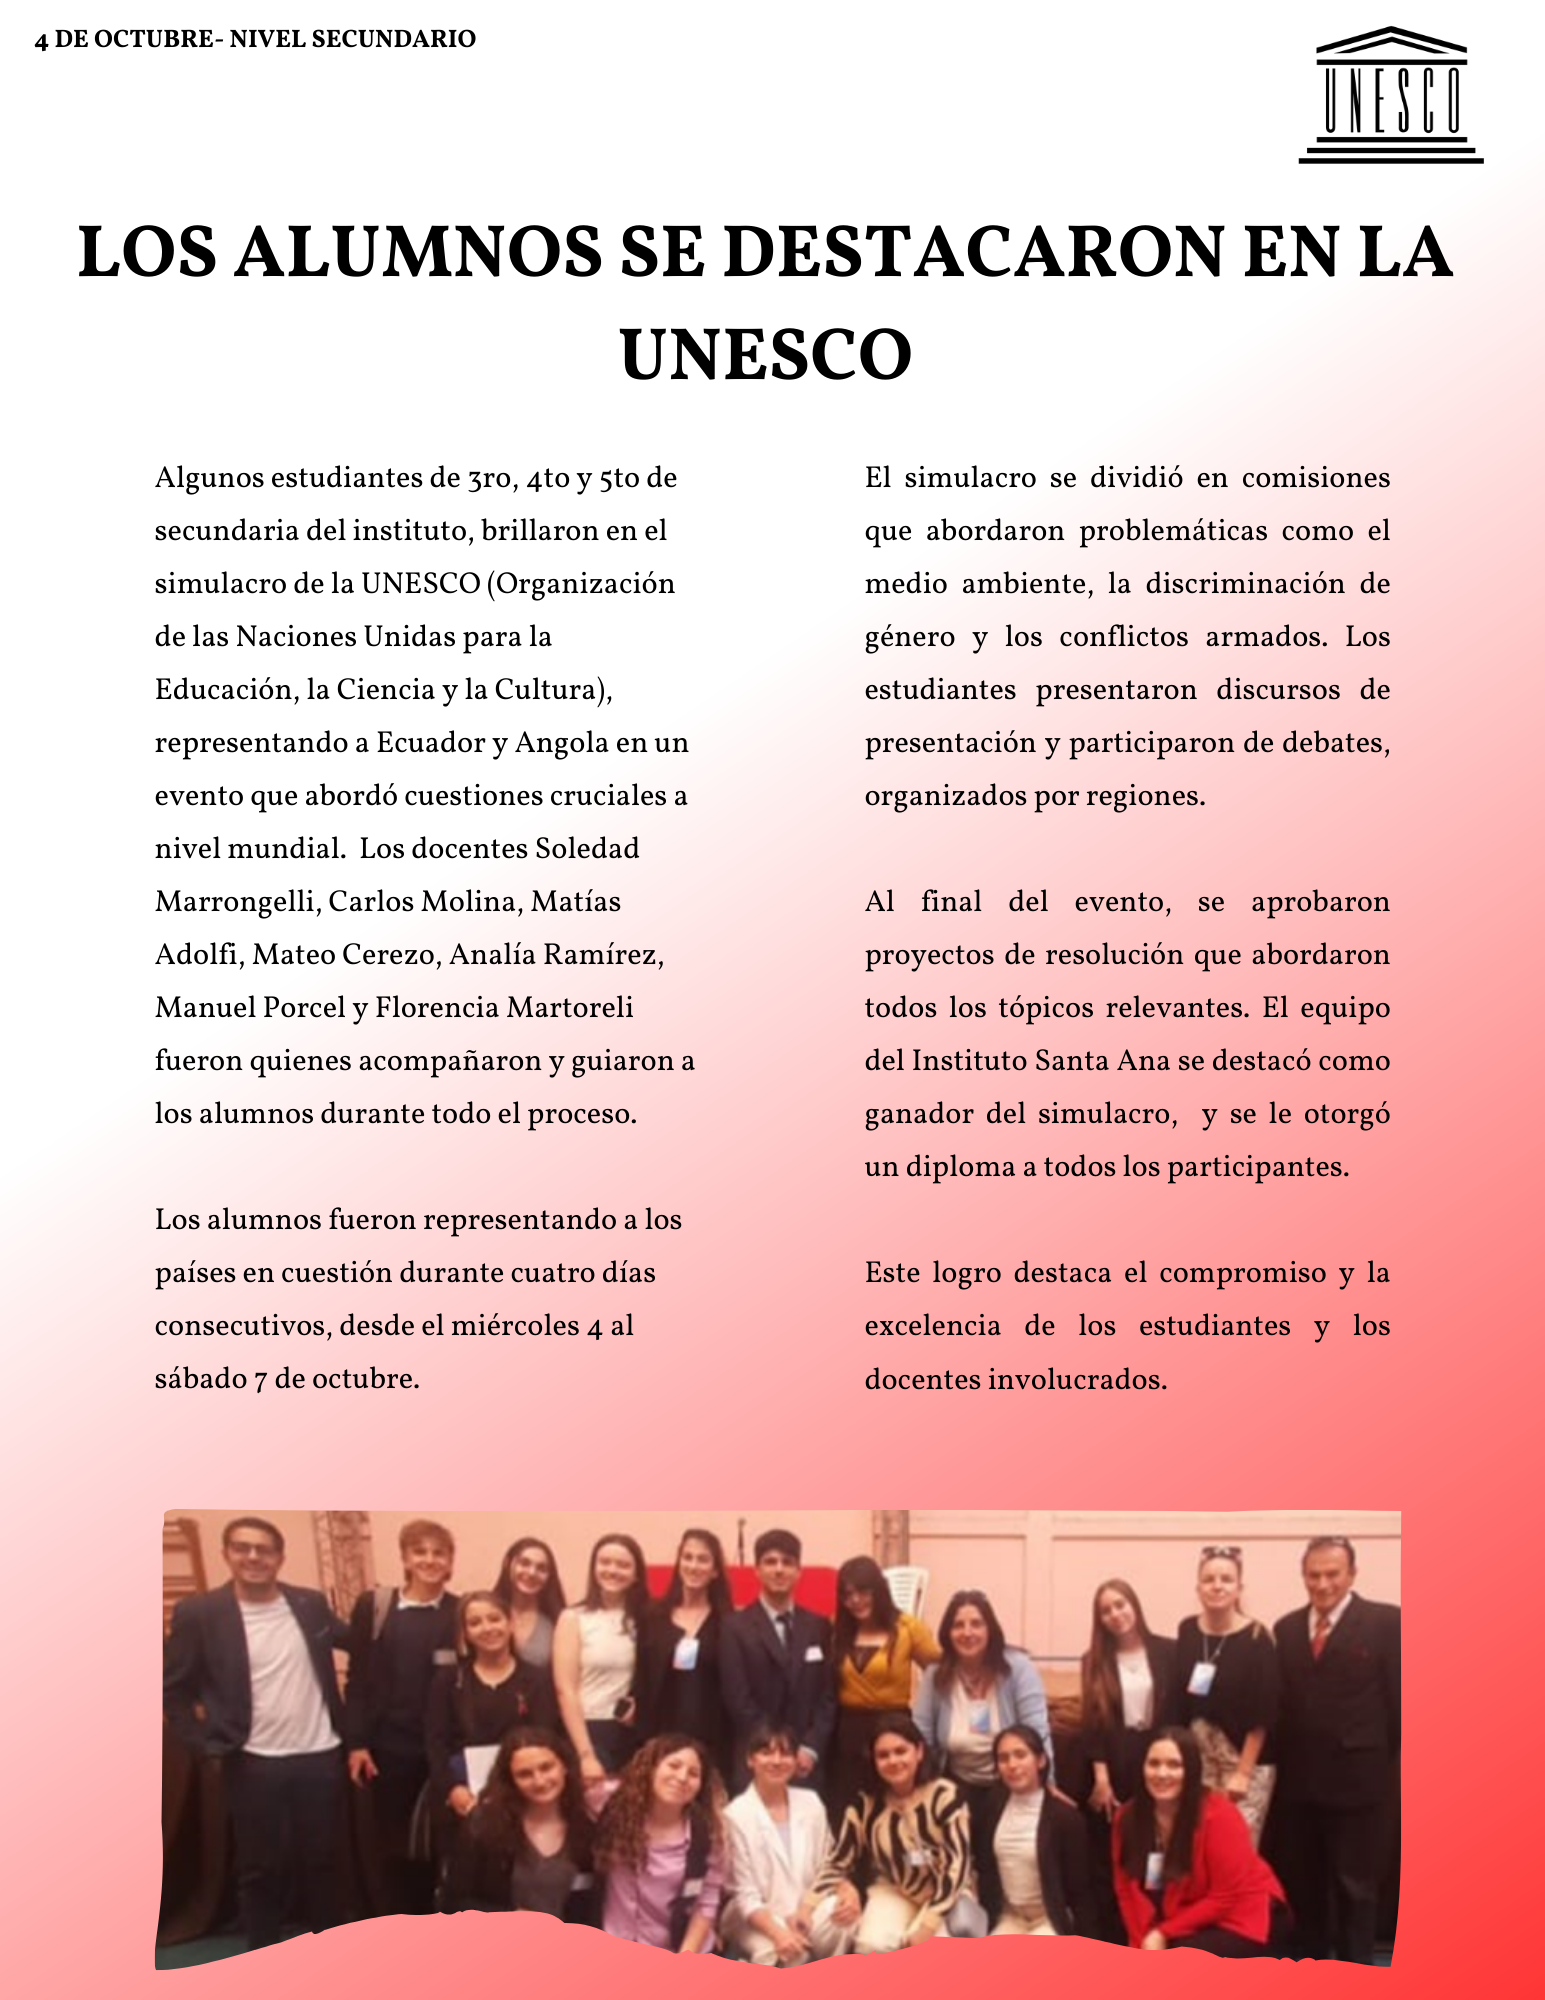 4 DE OCTUBRE- NIVEL SECUNDARIO
UNESCO
LOS ALUMNOS SE DESTACARON EN LA
UNESCO
Algunos estudiantes de 3ro, 4to y 5to de
secundaria del instituto, brillaron en el
simulacro de la UNESCO (Organización
de las Naciones Unidas para la
Educación, la Ciencia y la Cultura),
representando a Ecuador y Angola en un
evento que abordó cuestiones cruciales a
nivel mundial.  Los docentes Soledad
Marrongelli, Carlos Molina, Matías
Adolfi, Mateo Cerezo, Analía Ramírez,
Manuel Porcel y Florencia Martoreli
fueron quienes acompañaron y guiaron a
los alumnos durante todo el proceso.
Los alumnos fueron representando a los
países en cuestión durante cuatro días
consecutivos, desde el miércoles 4 al
sábado 7 de octubre.
El simulacro se dividió en comisiones
que abordaron problemáticas como el
medio ambiente, la discriminación de
género y los conflictos armados. Los
estudiantes presentaron discursos de
presentación y participaron de debates,
organizados por regiones.
Al final del evento, se aprobaron
proyectos de resolución que abordaron
todos los tópicos relevantes. El equipo
del Instituto Santa Ana se destacó como
ganador del simulacro,  y se le otorgó
un diploma a todos los participantes.
Este logro destaca el compromiso y la
excelencia de los estudiantes y los
docentes involucrados.